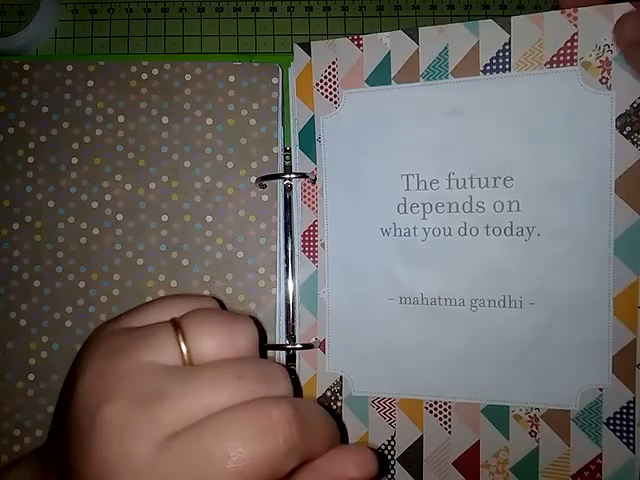 The future
depends on
what you do today.
- mahatma gandhi -